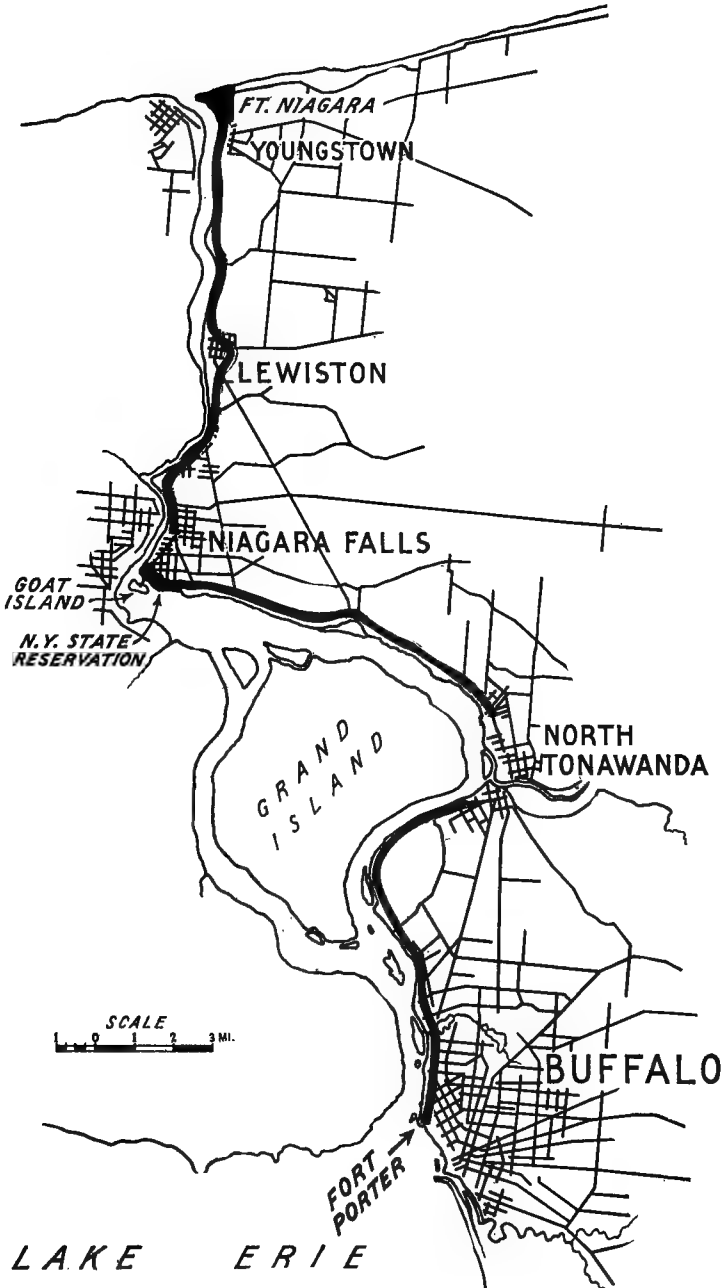 FT. NIAGARA
YOUNGSTOWN
LEWISTON
NIAGARA FALLS
GOAT
ISLAND
N.Y. STATE
RESERVATION
GRAND
ISLAND
NORTH
TONAWANDA
SCALE
1 0 1 2 3 MI.
BUFFALO
FORT
PORTER
LAKE ERIE